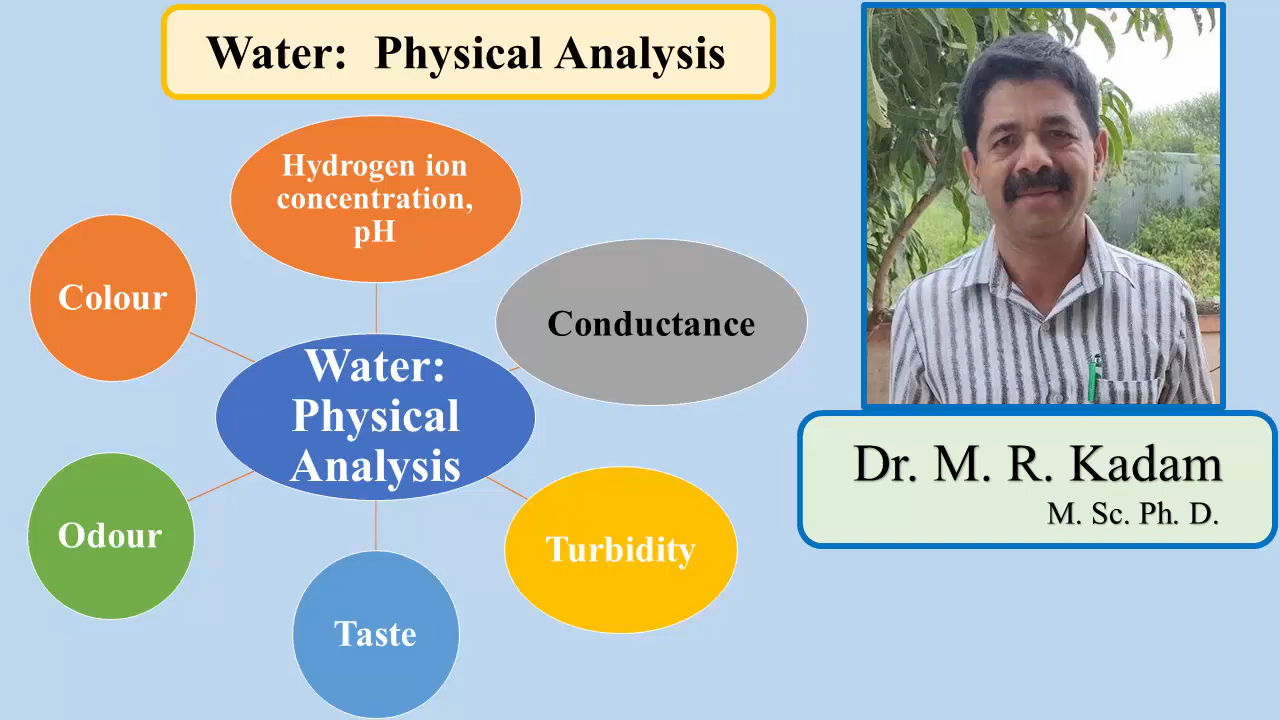 Water:  Physical Analysis
Hydrogen ion
concentration,
pH
Colour
Conductance
Water:
Physical
Analysis
Odour
Turbidity
Taste
Dr. M. R. Kadam
M. Sc. Ph. D.